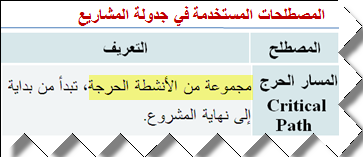 المصطلحات المستخدمة في جدولة المشاريع
المصطلح التعريف
المسار الحرج
Critical
Path
مجموعة من الأنشطة الحرجة، تبدأ من بداية
إلى نهاية المشروع.